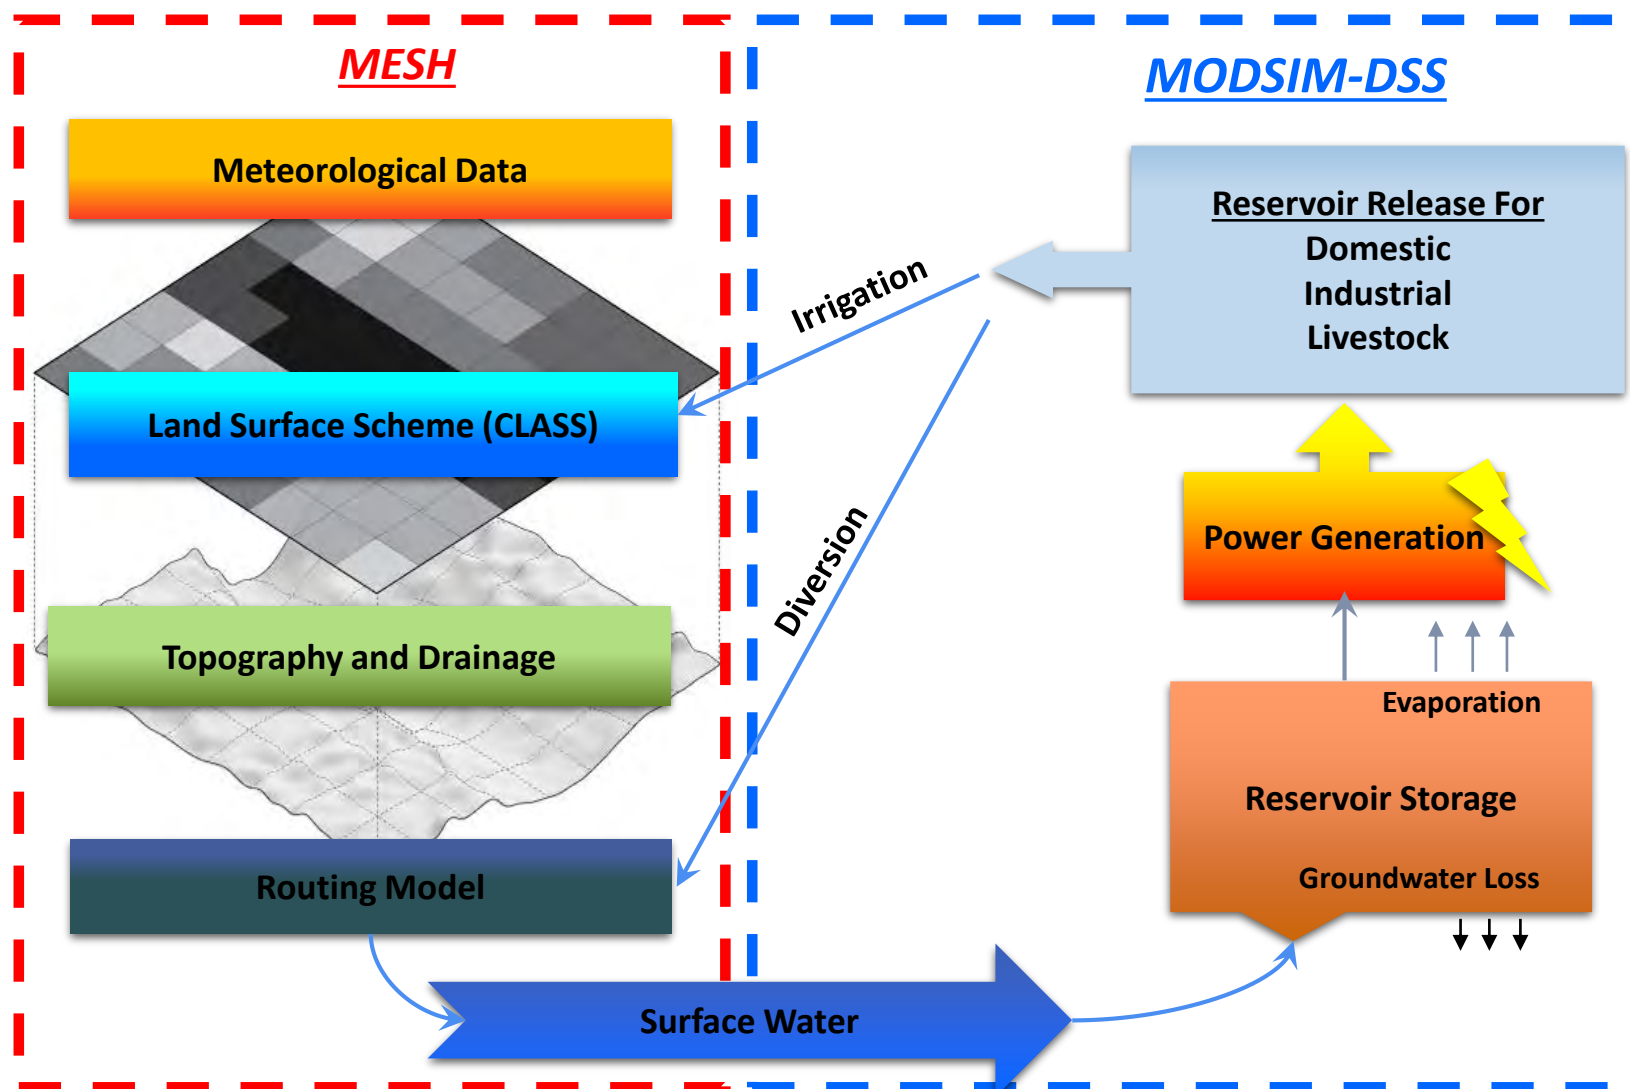 MESH
Meteorological Data
Land Surface Scheme (CLASS)
Topography and Drainage
Routing Model
Surface Water
Irrigation
Diversion
MODSIM-DSS
Reservoir Release For
Domestic
Industrial
Livestock
Power Generation
Evaporation
Reservoir Storage
Groundwater Loss